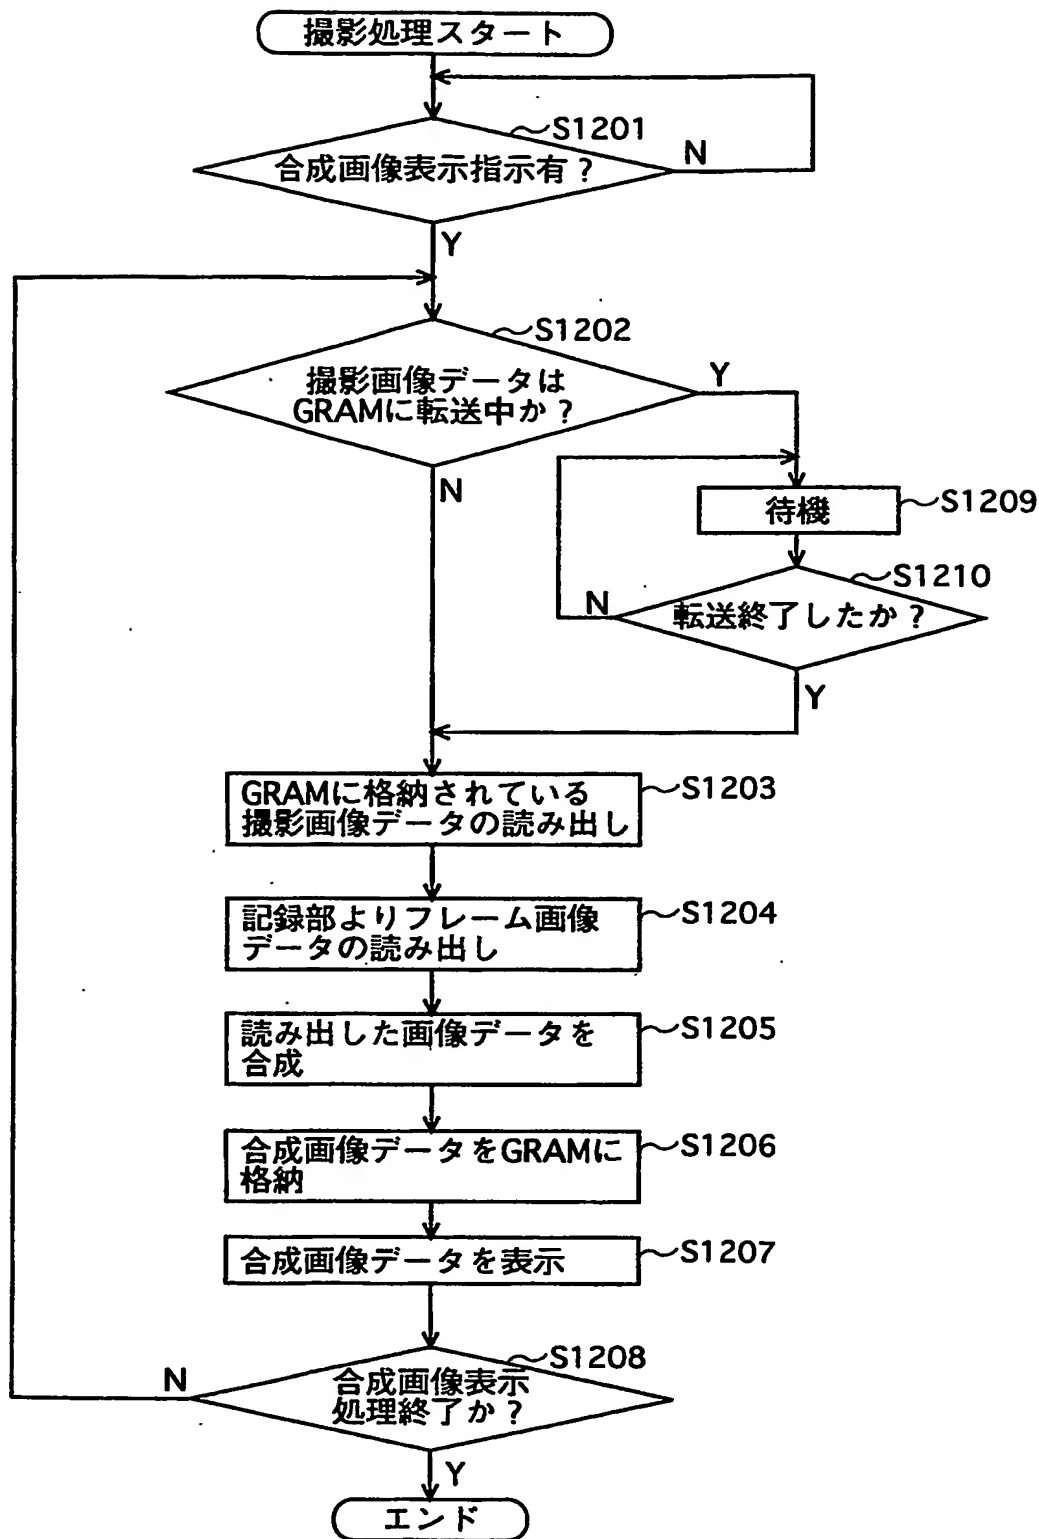 撮影処理スタート
S1201
合成画像表示指示有?
N
Y
S1202
撮影画像データは
GRAMに転送中か?
Y
N
待機
S1209
S1210
転送終了したか?
N
Y
GRAMに格納されている
撮影画像データの読み出し
S1203
記録部よりフレーム画像
データの読み出し
S1204
読み出した画像データを
合成
S1205
合成画像データをGRAMに
格納
S1206
合成画像データを表示
S1207
S1208
合成画像表示
処理終了か?
N
Y
エンド